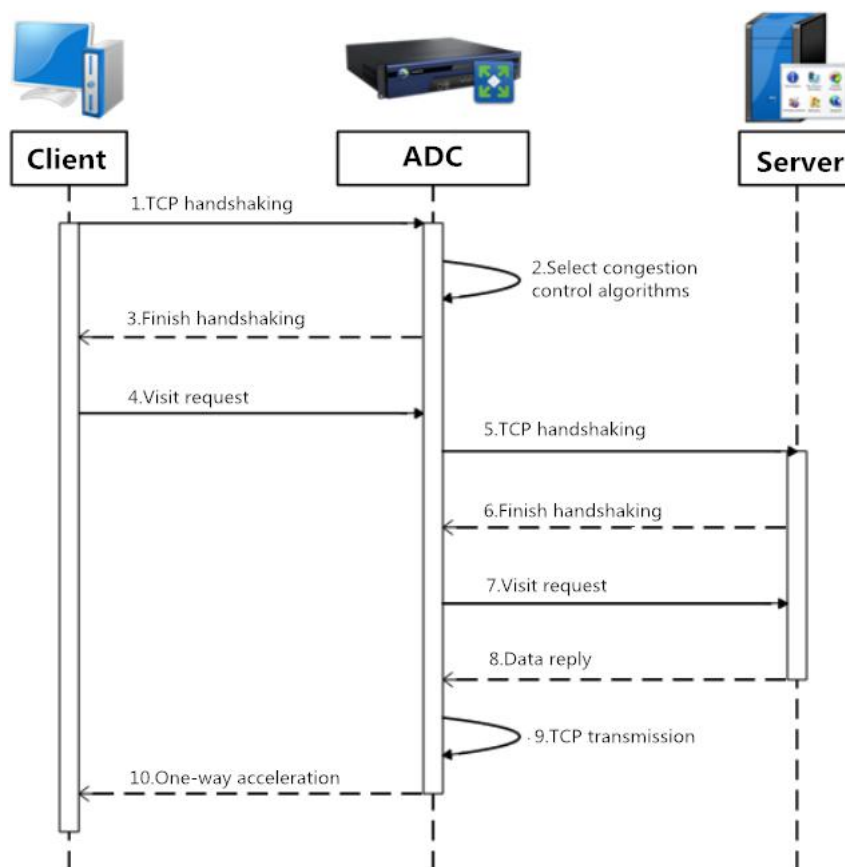 Client
ADC
Server
1.TCP handshaking
2.Select congestion
control algorithms
3.Finish handshaking
4.Visit request
5.TCP handshaking
6.Finish handshaking
7.Visit request
8.Data reply
9.TCP transmission
10.One-way acceleration